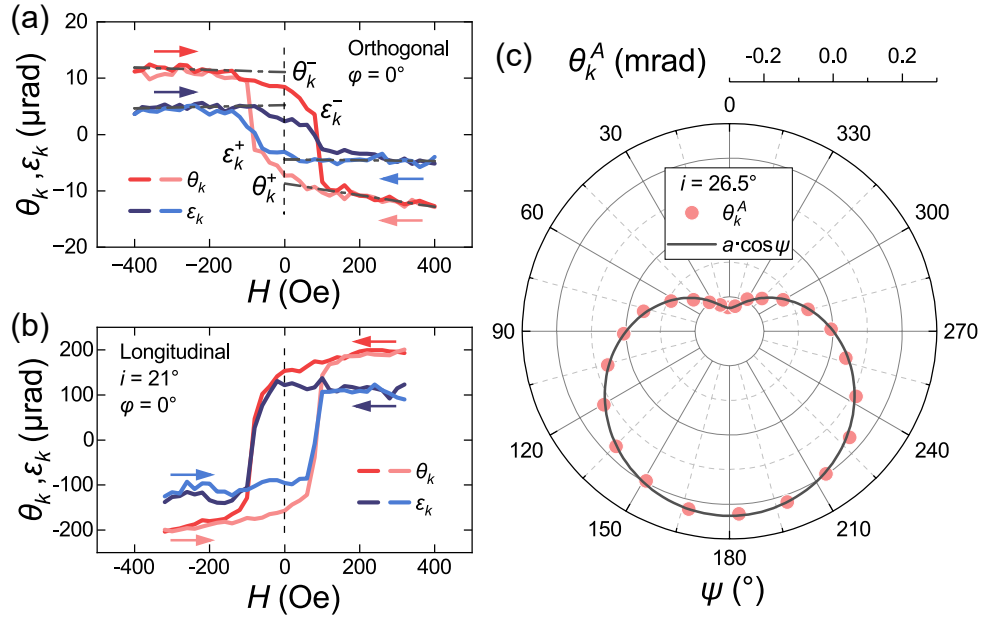 (a)
20
10
0
−10
−20
θk, εk (μrad)
Orthogonal
φ = 0°
θk−
εk−
εk+
θk+
θk
εk
−400 −200 0 200 400
H (Oe)
(b)
200
100
0
-100
-200
θk, εk (μrad)
Longitudinal
i = 21°
φ = 0°
θk
εk
-400 -200 0 200 400
H (Oe)
(c)
θkA (mrad)
-0.2 0.0 0.2
0
30 330
60 300
90 270
120 240
150 210
180
i = 26.5°
θkA
a·cosψ
ψ (°)